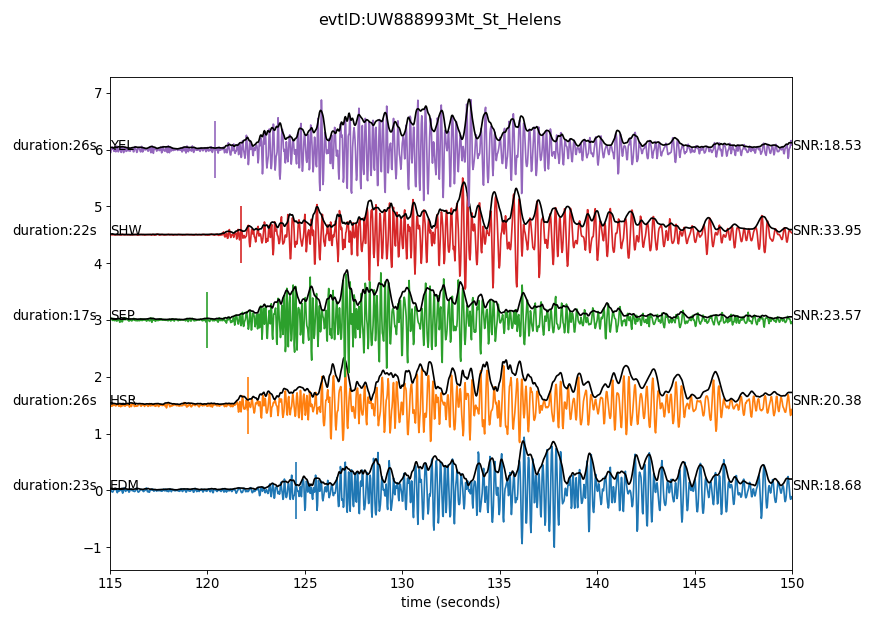 evtID:UW888993Mt_St_Helens
7
duration:26s YEL 6 SNR:18.53
5
duration:22s SHW SNR:33.95
4
duration:17s SEP 3 SNR:23.57
2
duration:26s HSR SNR:20.38
1
duration:23s EDM 0 SNR:18.68
−1
115 120 125 130 135 140 145 150
time (seconds)